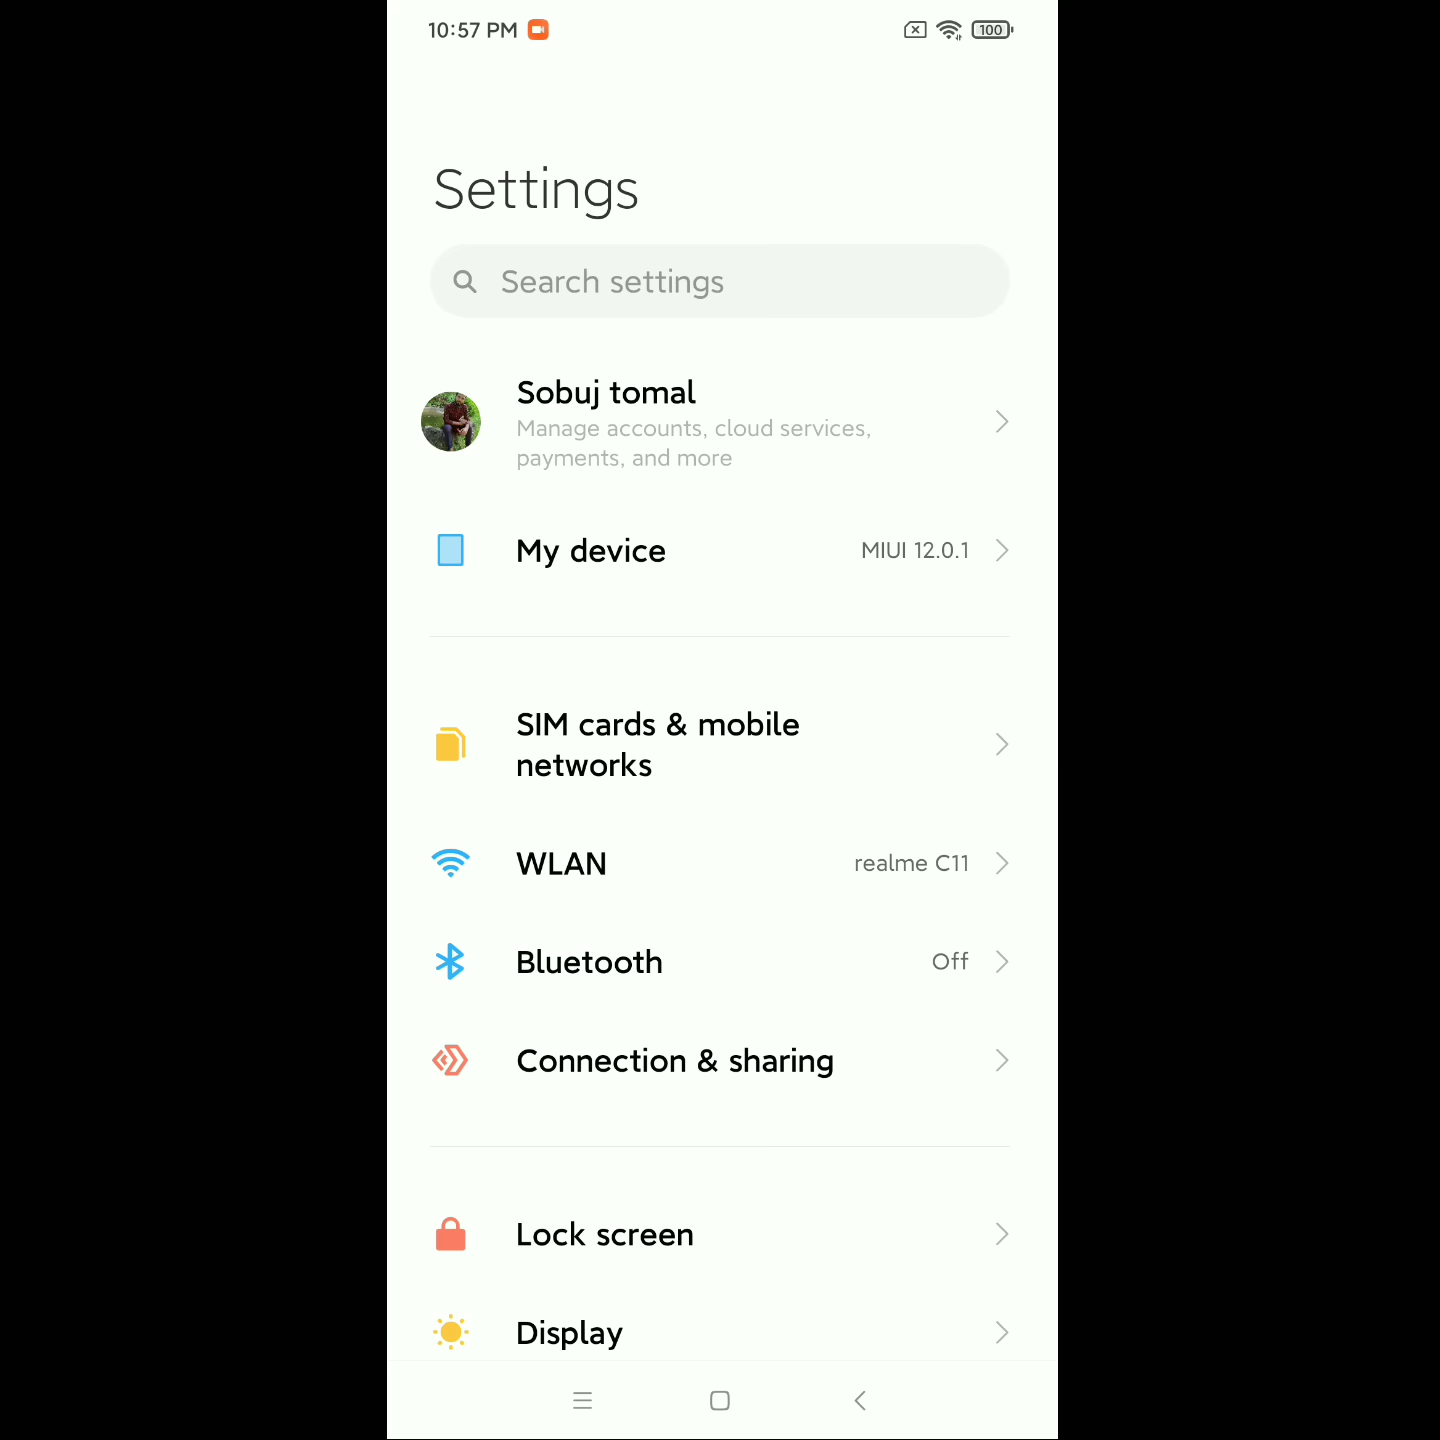 10:57 PM
100
Settings
Search settings
Sobuj tomal
Manage accounts, cloud services,
payments, and more
My device
MIUI 12.0.1
SIM cards & mobile
networks
WLAN
realme C11
Bluetooth
Off
Connection & sharing
Lock screen
Display